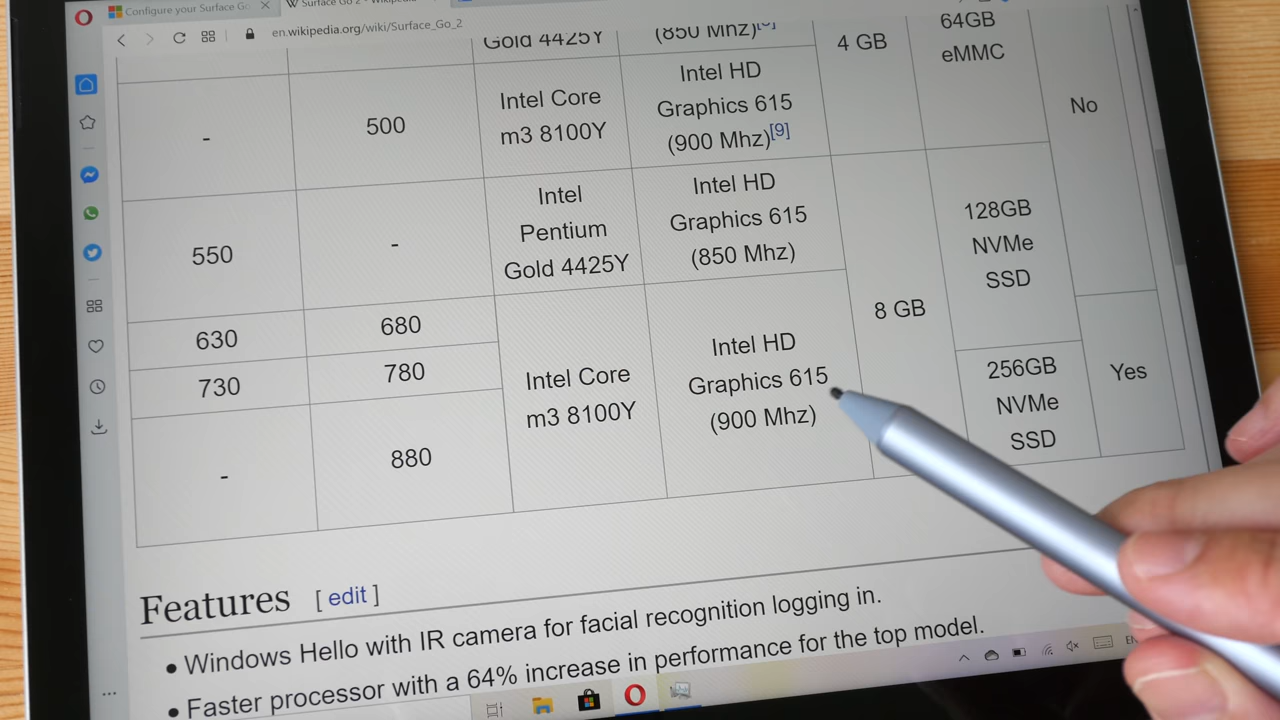 Configure your Surface Go
Surface Go 2 - Wikipedia
en.wikipedia.org/wiki/Surface_Go_2
Gold 4425Y
(850 Mhz)
4 GB
64GB
eMMC
No
-
500
Intel Core
m3 8100Y
Intel HD
Graphics 615
(900 Mhz)[9]
550
-
Intel
Pentium
Gold 4425Y
Intel HD
Graphics 615
(850 Mhz)
8 GB
128GB
NVMe
SSD
630
680
730
780
-
880
Intel Core
m3 8100Y
Intel HD
Graphics 615
(900 Mhz)
256GB
NVMe
SSD
Yes
Features [ edit ]
• Windows Hello with IR camera for facial recognition logging in.
• Faster processor with a 64% increase in performance for the top model.